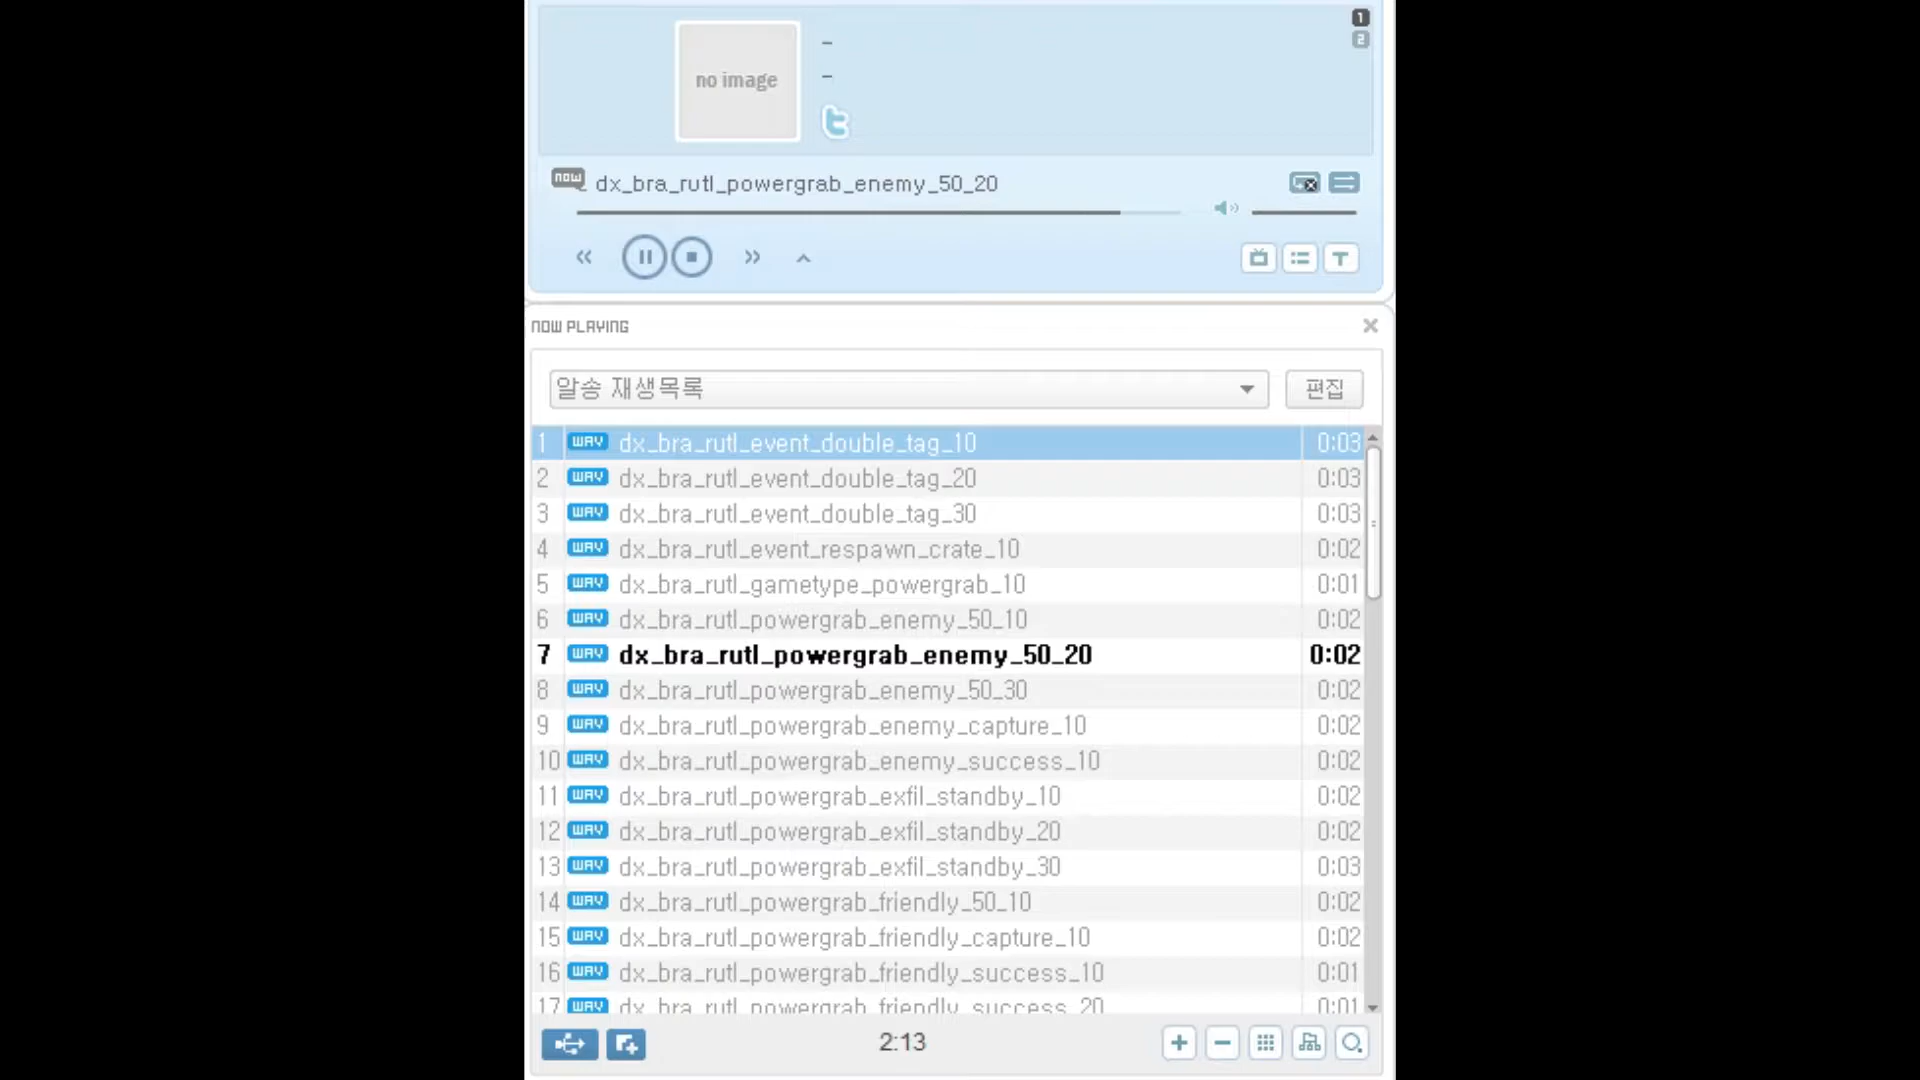 1
no image
-
2
-
now dx_bra_rutl_powergrab_enemy_50_20
NOW PLAYING
알송 재생목록 편집
1 WAV dx_bra_rutl_event_double_tag_10 0:03
2 WAV dx_bra_rutl_event_double_tag_20 0:03
3 WAV dx_bra_rutl_event_double_tag_30 0:03
4 WAV dx_bra_rutl_event_respawn_crate_10 0:02
5 WAV dx_bra_rutl_gametype_powergrab_10 0:01
6 WAV dx_bra_rutl_powergrab_enemy_50_10 0:02
7 WAV dx_bra_rutl_powergrab_enemy_50_20 0:02
8 WAV dx_bra_rutl_powergrab_enemy_50_30 0:02
9 WAV dx_bra_rutl_powergrab_enemy_capture_10 0:02
10 WAV dx_bra_rutl_powergrab_enemy_success_10 0:02
11 WAV dx_bra_rutl_powergrab_exfil_standby_10 0:02
12 WAV dx_bra_rutl_powergrab_exfil_standby_20 0:02
13 WAV dx_bra_rutl_powergrab_exfil_standby_30 0:03
14 WAV dx_bra_rutl_powergrab_friendly_50_10 0:02
15 WAV dx_bra_rutl_powergrab_friendly_capture_10 0:02
16 WAV dx_bra_rutl_powergrab_friendly_success_10 0:01
17 WAV dx_bra_rutl_powergrab_friendly_success_20 0:01
2:13